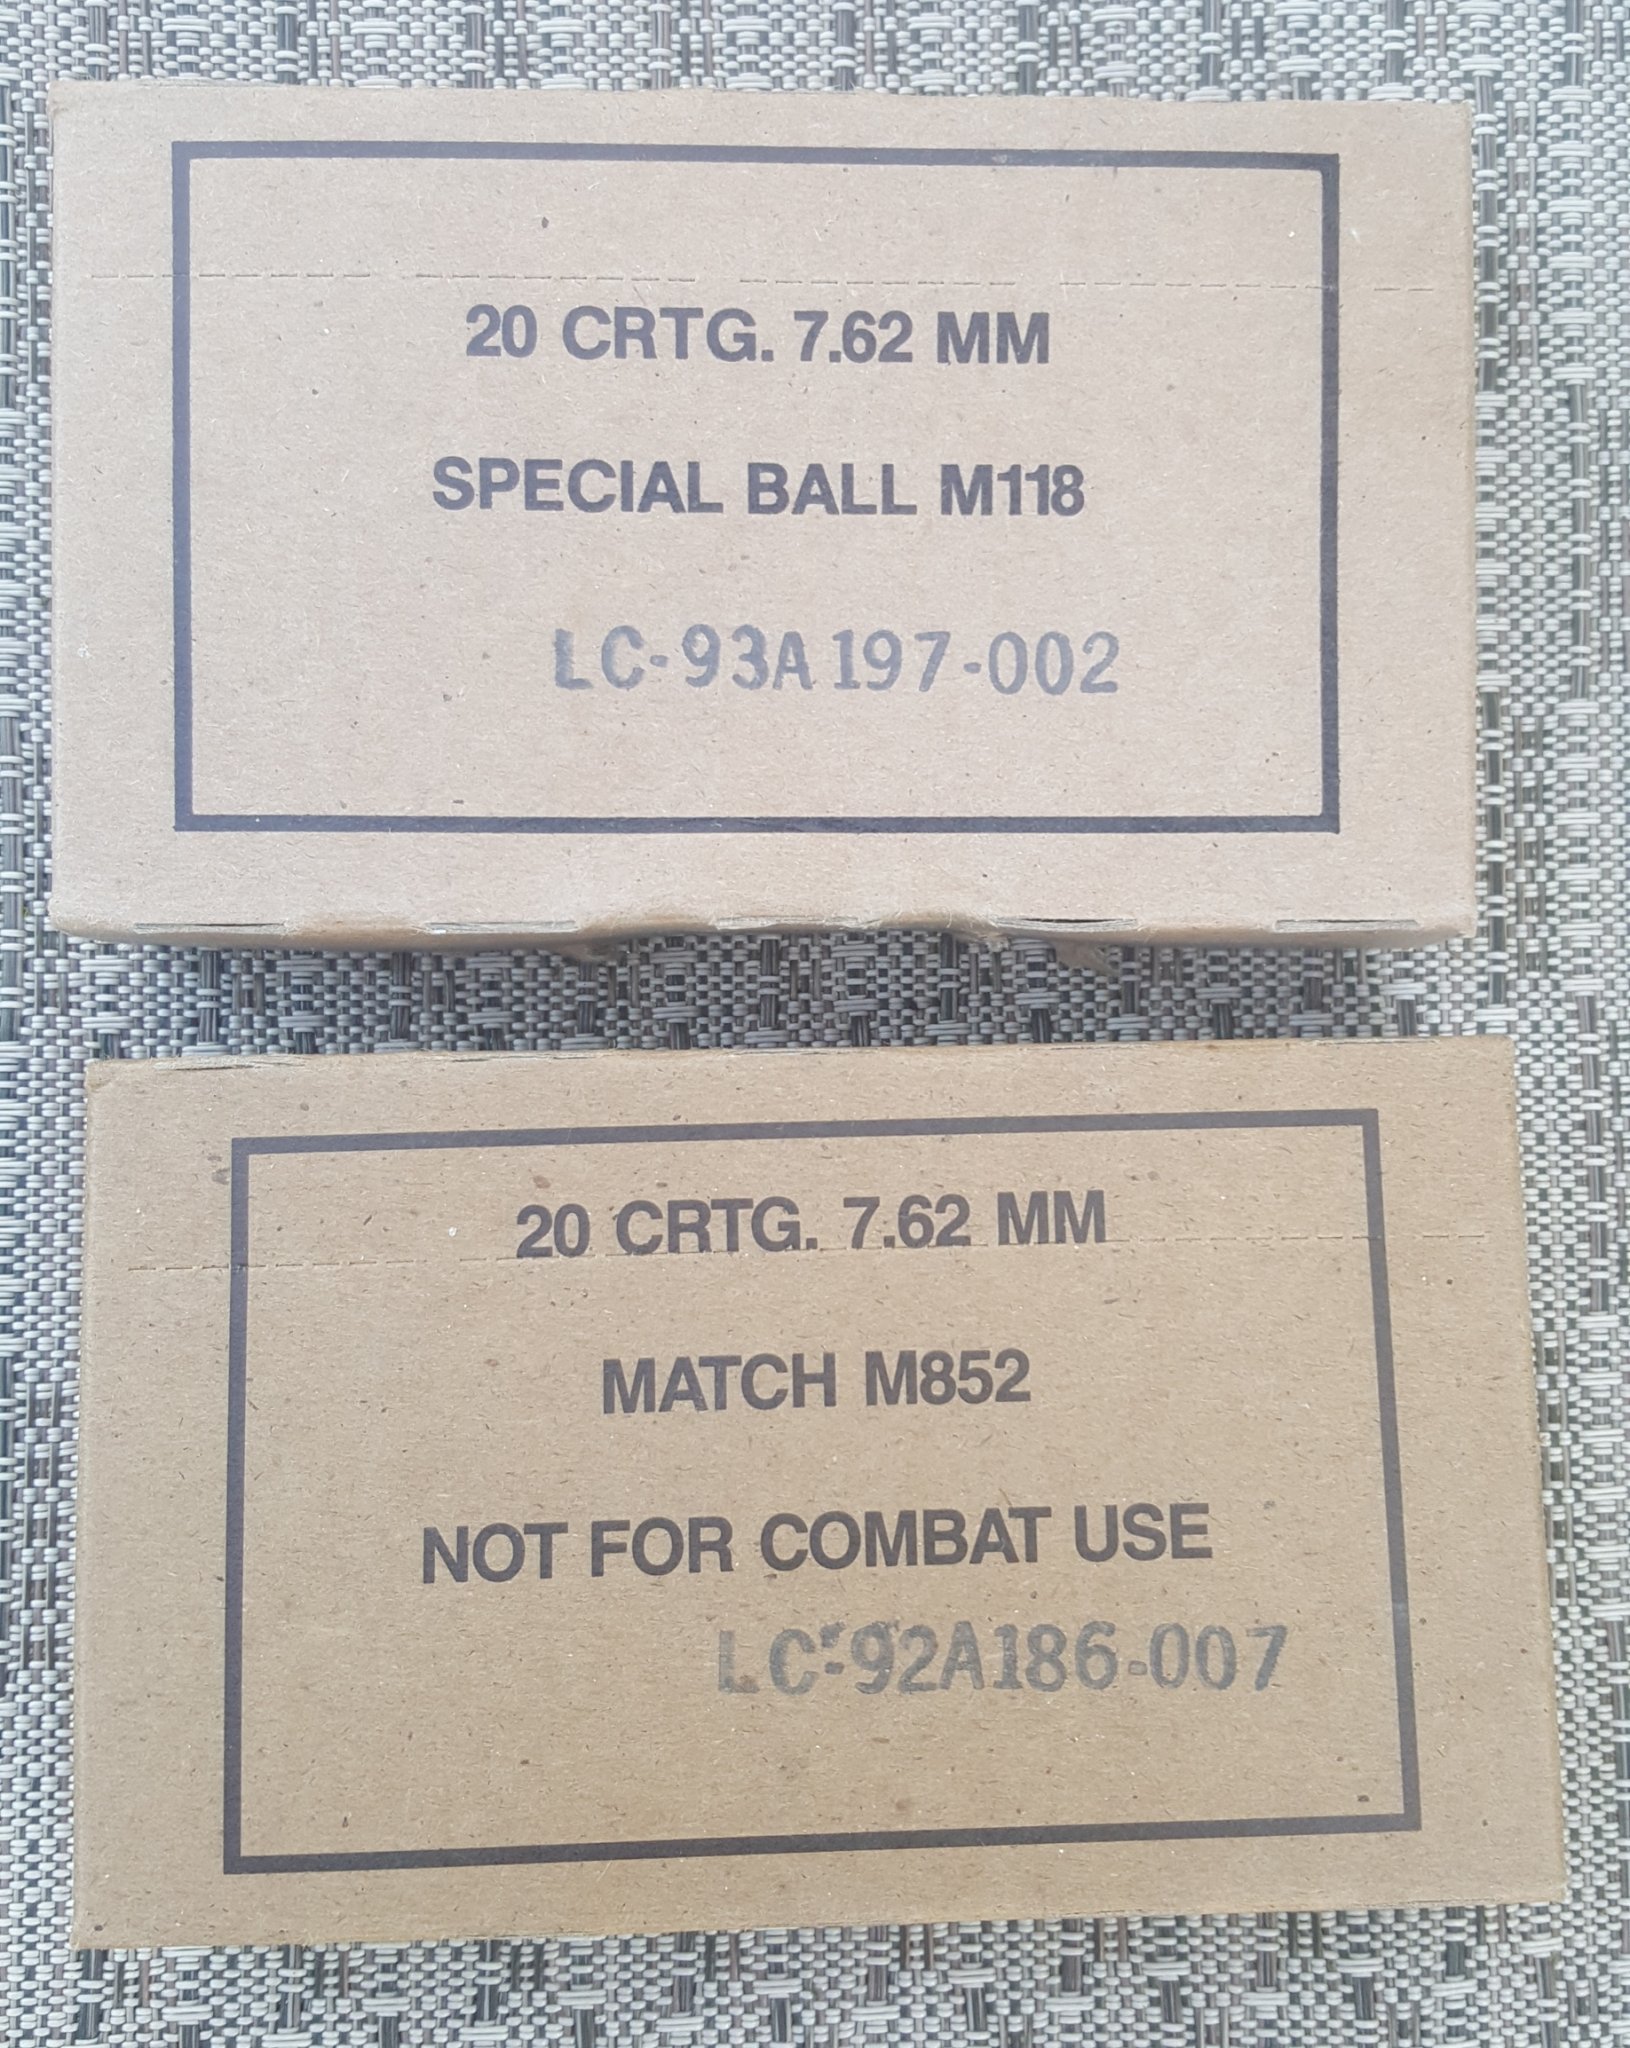 20 CRTG. 7.62 MM
SPECIAL BALL M118
LC-93A197-002
20 CRTG. 7.62 MM
MATCH M852
NOT FOR COMBAT USE
LC-92A186-007